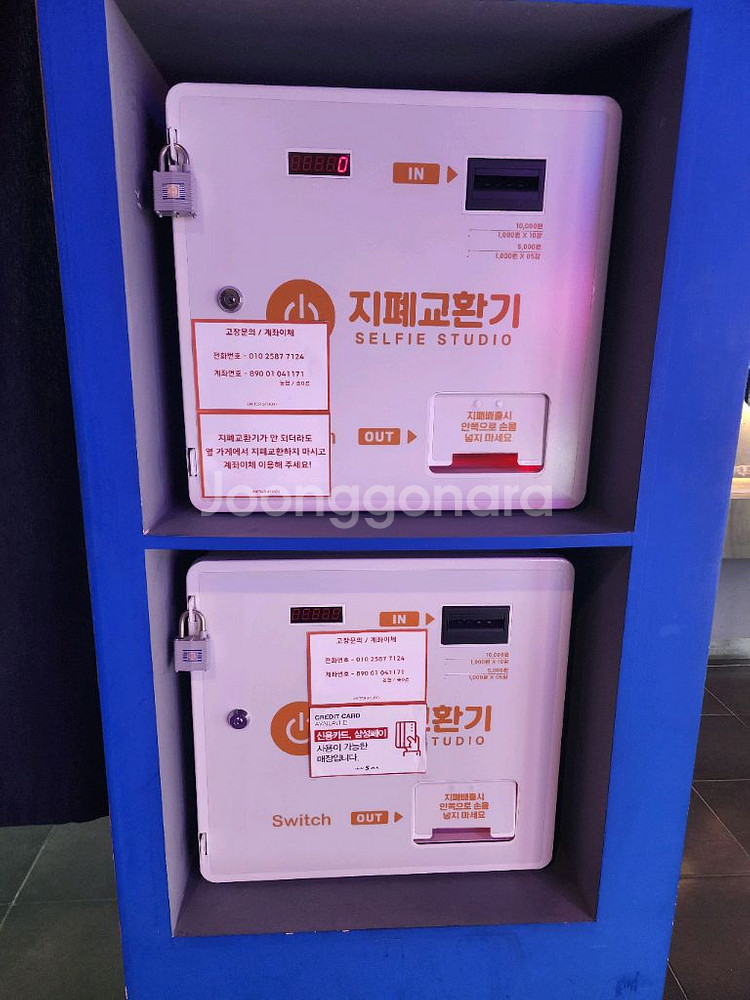 0
IN
10,000원
1,000원 X 10장
5,000원
1,000원 X 05장
지폐교환기
SELFIE STUDIO
고장문의 / 계좌이체
전화번호 - 010 2587 7124
계좌번호 - 890 01 041171
지폐교환기가 안 되더라도
옆 가게에서 지폐교환하지 마시고
계좌이체 이용해 주세요!
OUT
지폐배출시
안쪽으로 손을
넣지 마세요
Joonggonara
IN
10,000원
1,000원 X 10장
5,000원
1,000원 X 05장
고장문의 / 계좌이체
전화번호 - 010 2587 7124
계좌번호 - 890 01 041171
교환기
STUDIO
CREDIT CARD
AVAILABLE
신용카드, 삼성페이
사용이 가능한
매장입니다.
Switch
OUT
지폐배출시
안쪽으로 손을
넣지 마세요